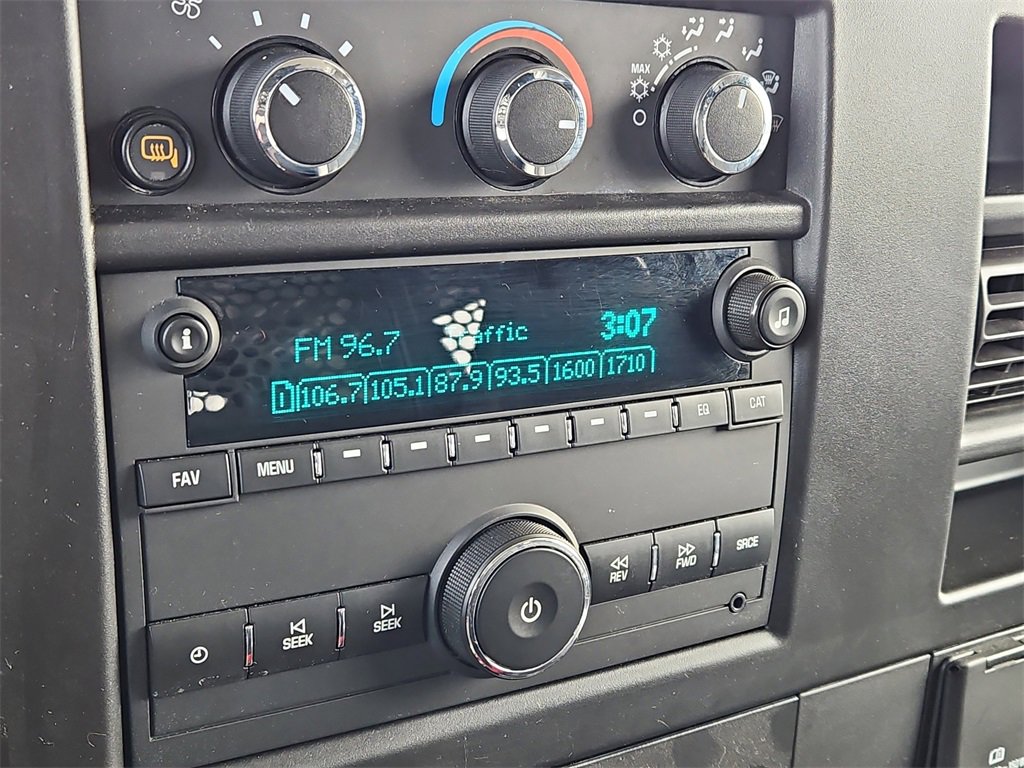 MAX
FM 96.7 Traffic 3:07
106.7 105.1 87.9 93.5 1600 1710
i
FAV MENU EQ CAT
REV FWD SRCE
SEEK SEEK